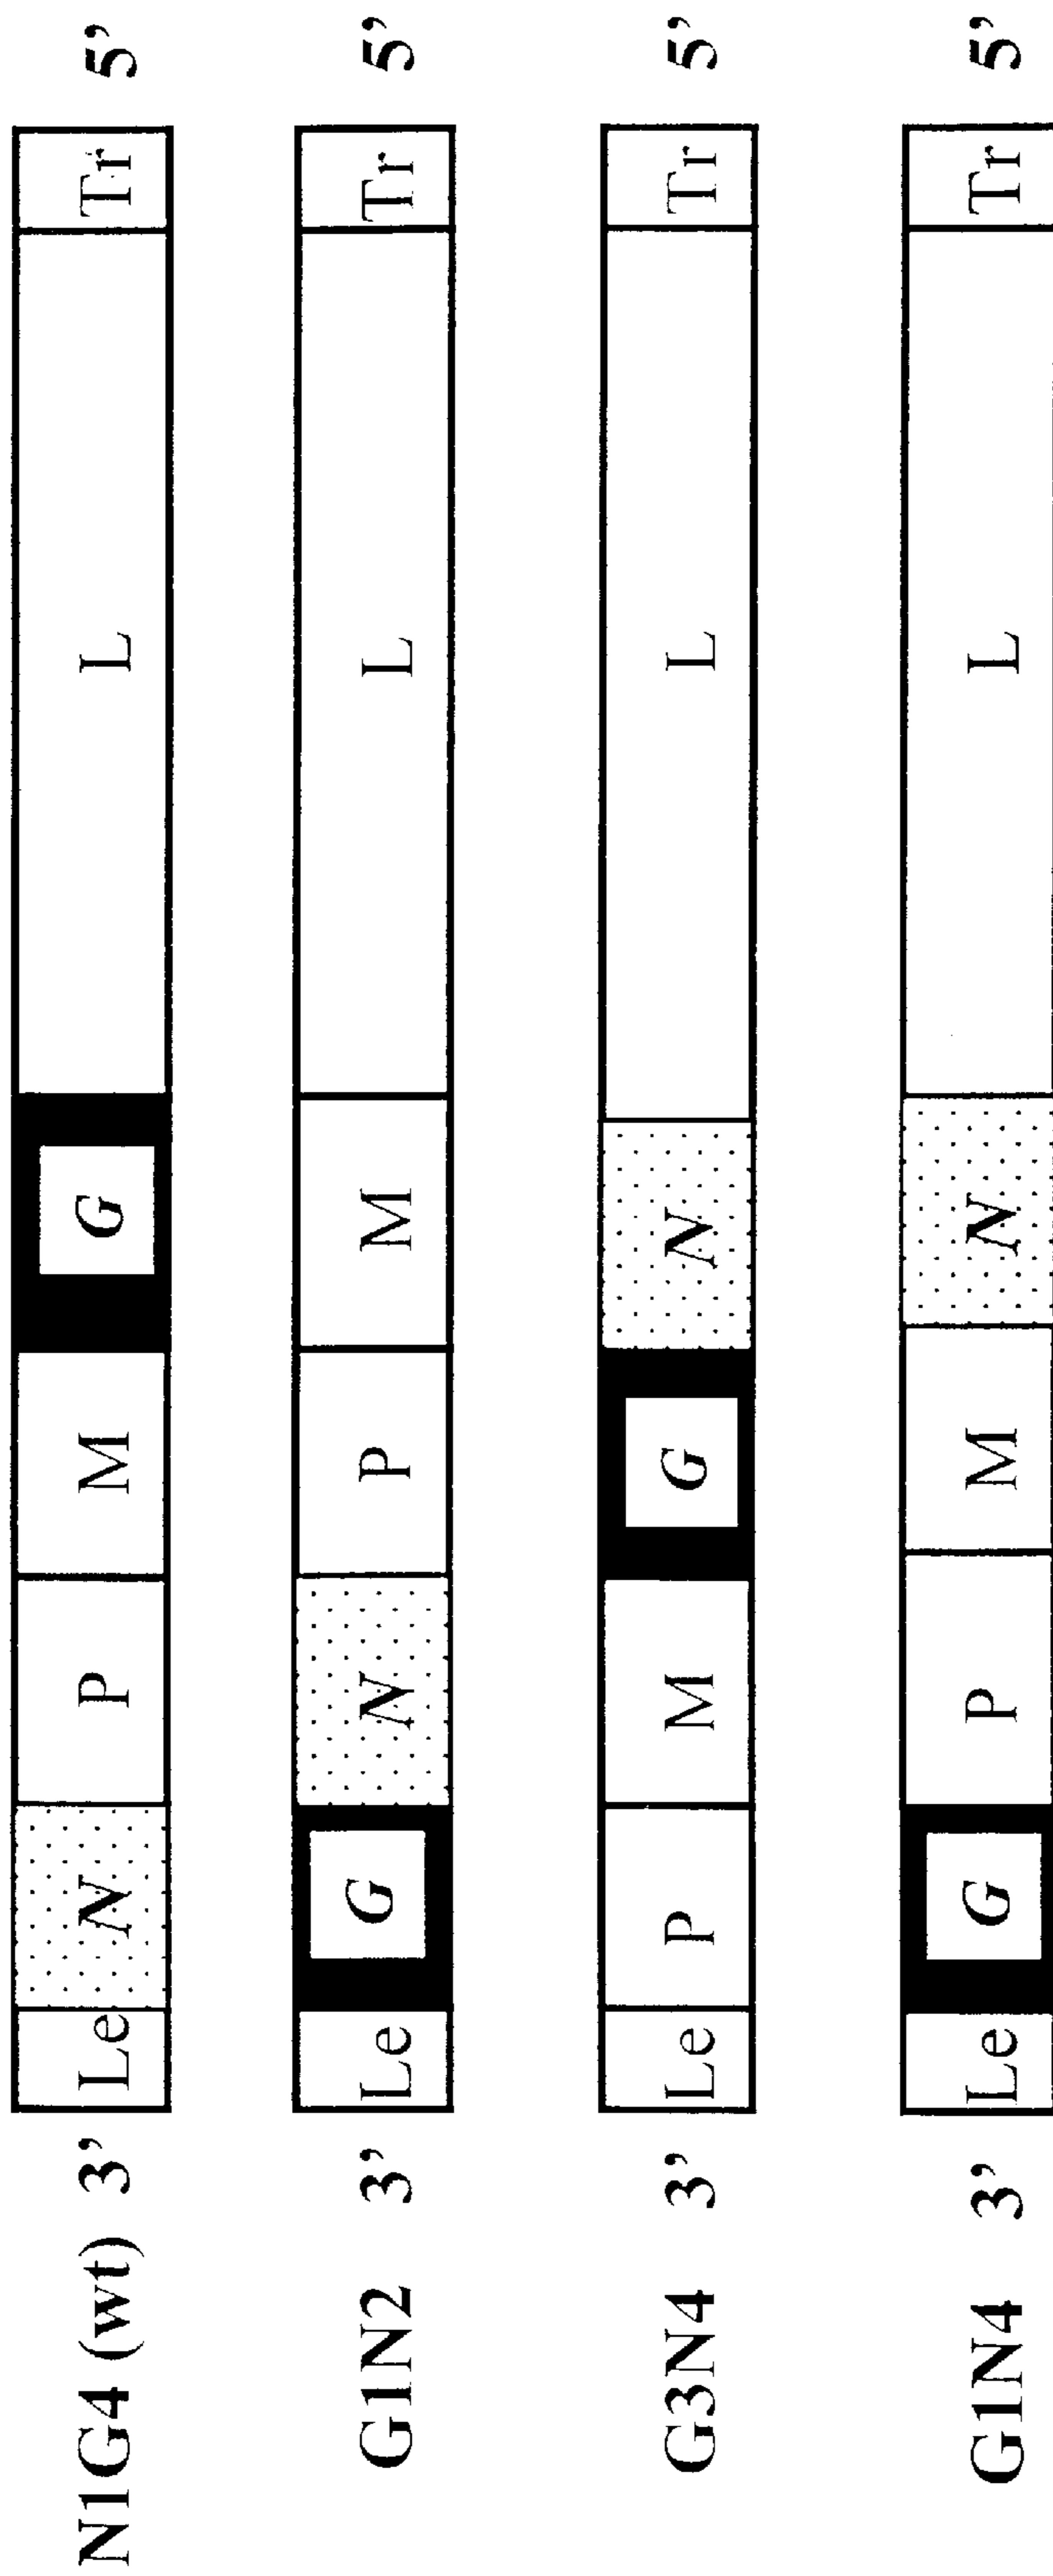 N1G4 (wt) 3’ Le N P M G L Tr 5’
G1N2 3’ Le G N P M L Tr 5’
G3N4 3’ Le P M G N L Tr 5’
G1N4 3’ Le G P M N L Tr 5’